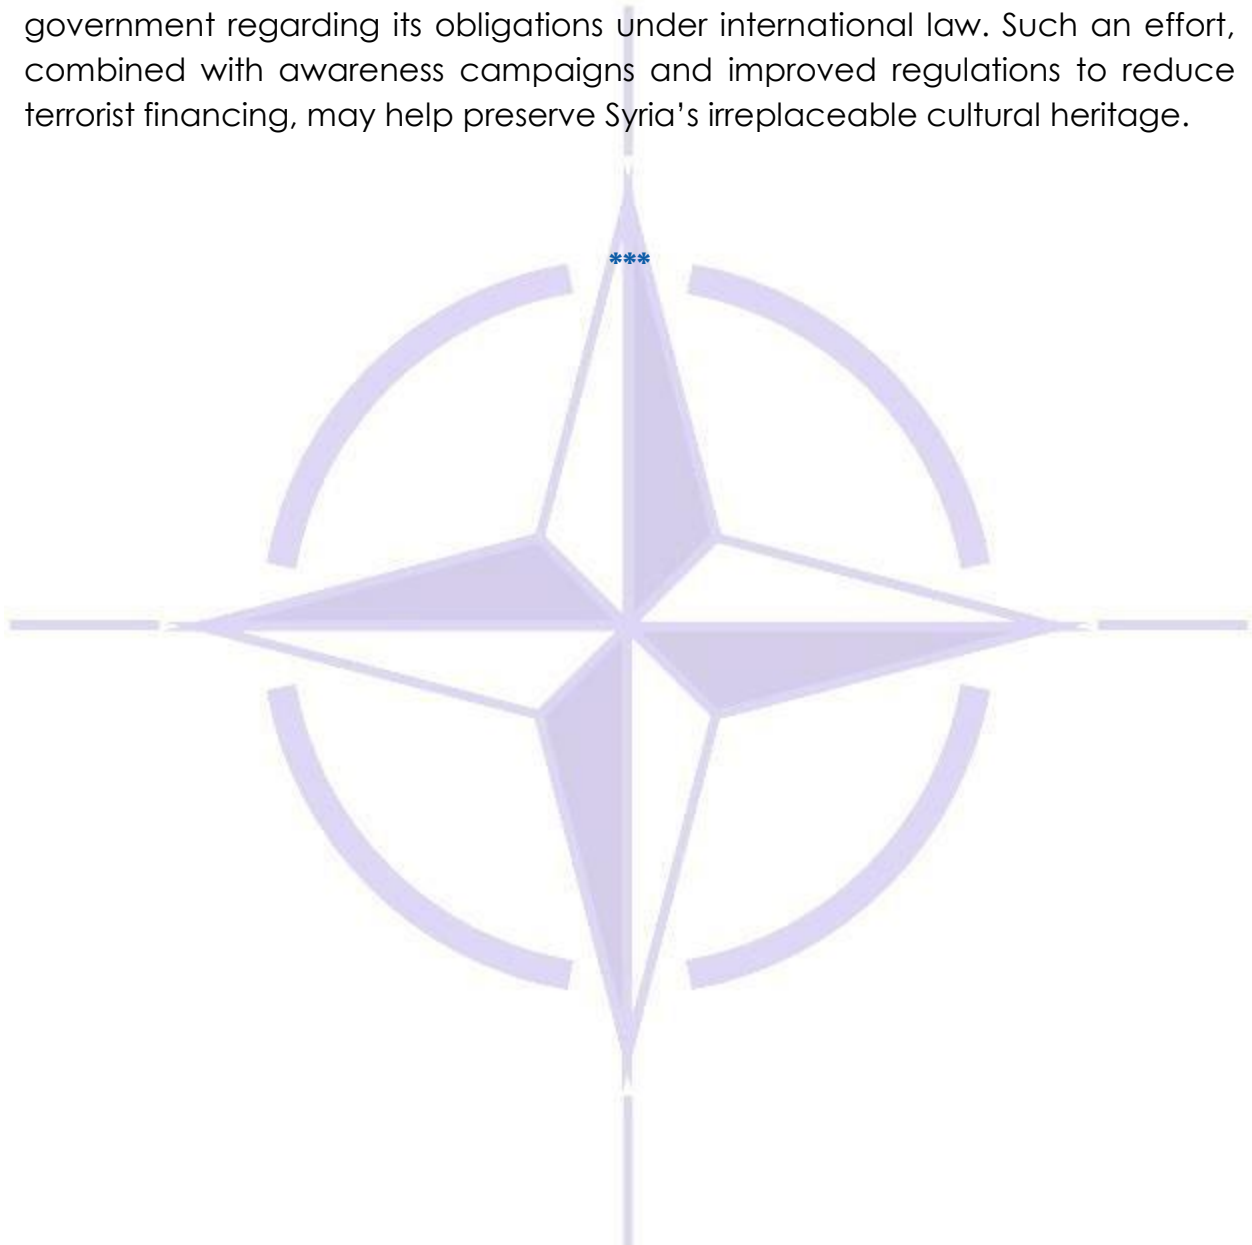 government regarding its obligations under international law. Such an effort,
combined with awareness campaigns and improved regulations to reduce
terrorist financing, may help preserve Syria’s irreplaceable cultural heritage.
***